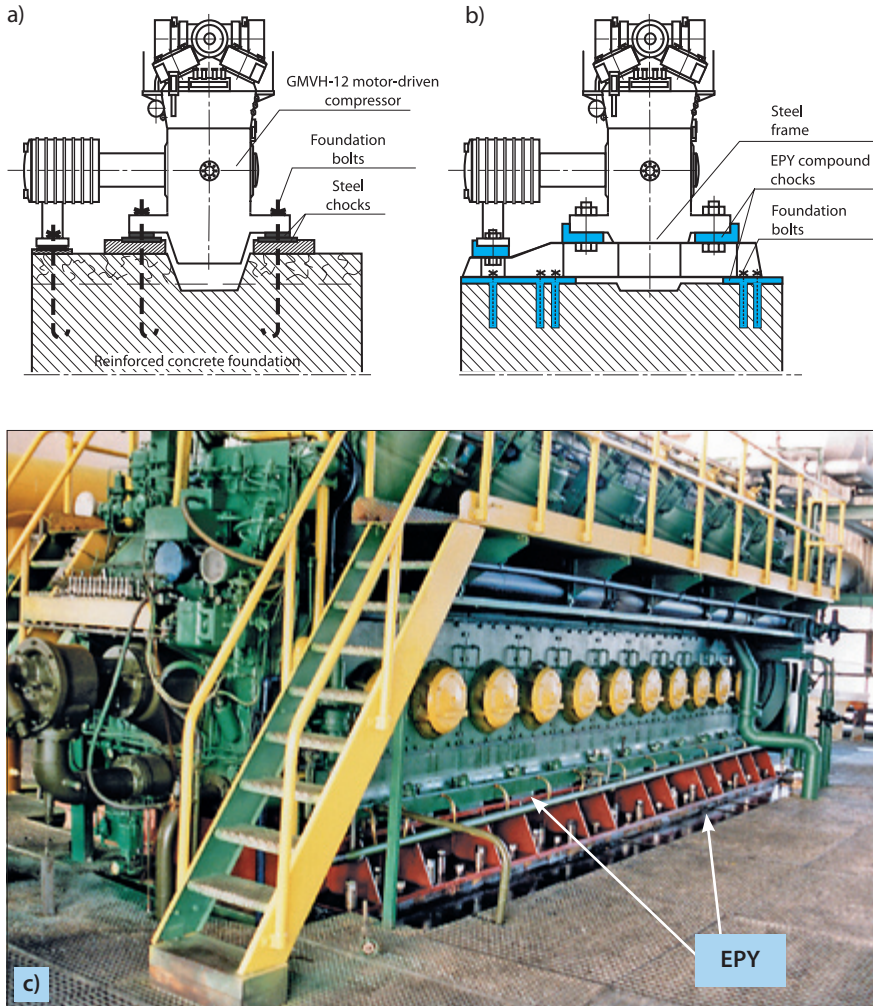 a)
GMVH-12 motor-driven
compressor
Foundation
bolts
Steel
chocks
Reinforced concrete foundation
b)
Steel
frame
EPY compound
chocks
Foundation
bolts
EPY
c)